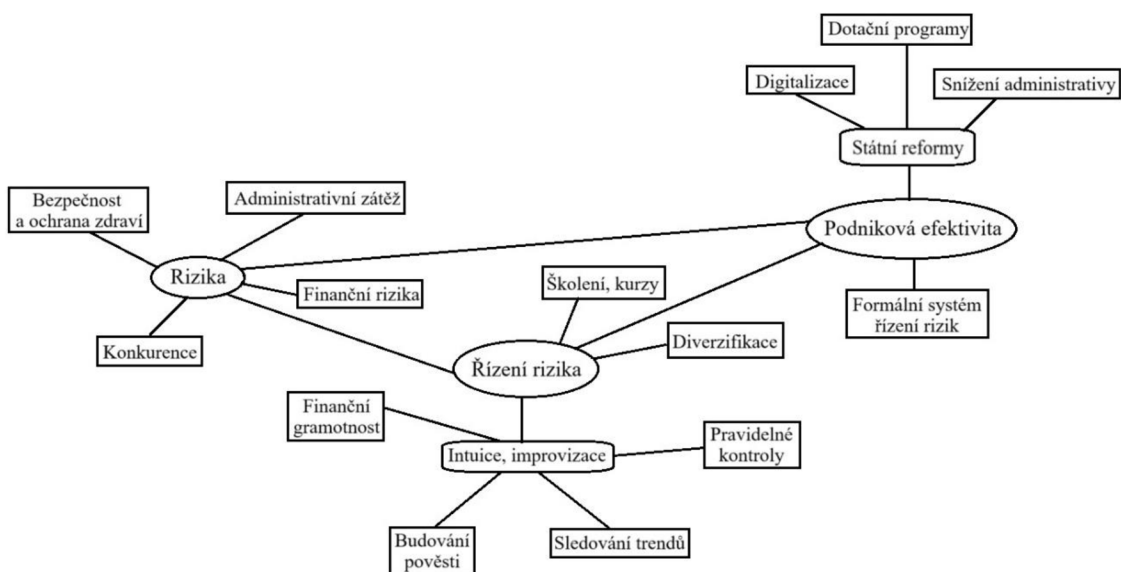 Dotační programy
Digitalizace
Snížení administrativy
Státní reformy
Bezpečnost
a ochrana zdraví
Administrativní zátěž
Podniková efektivita
Rizika
Finanční rizika
Školení, kurzy
Formální systém
řízení rizik
Konkurence
Diverzifikace
Řízení rizika
Finanční
gramotnost
Intuice, improvizace
Pravidelné
kontroly
Budování
pověsti
Sledování trendů